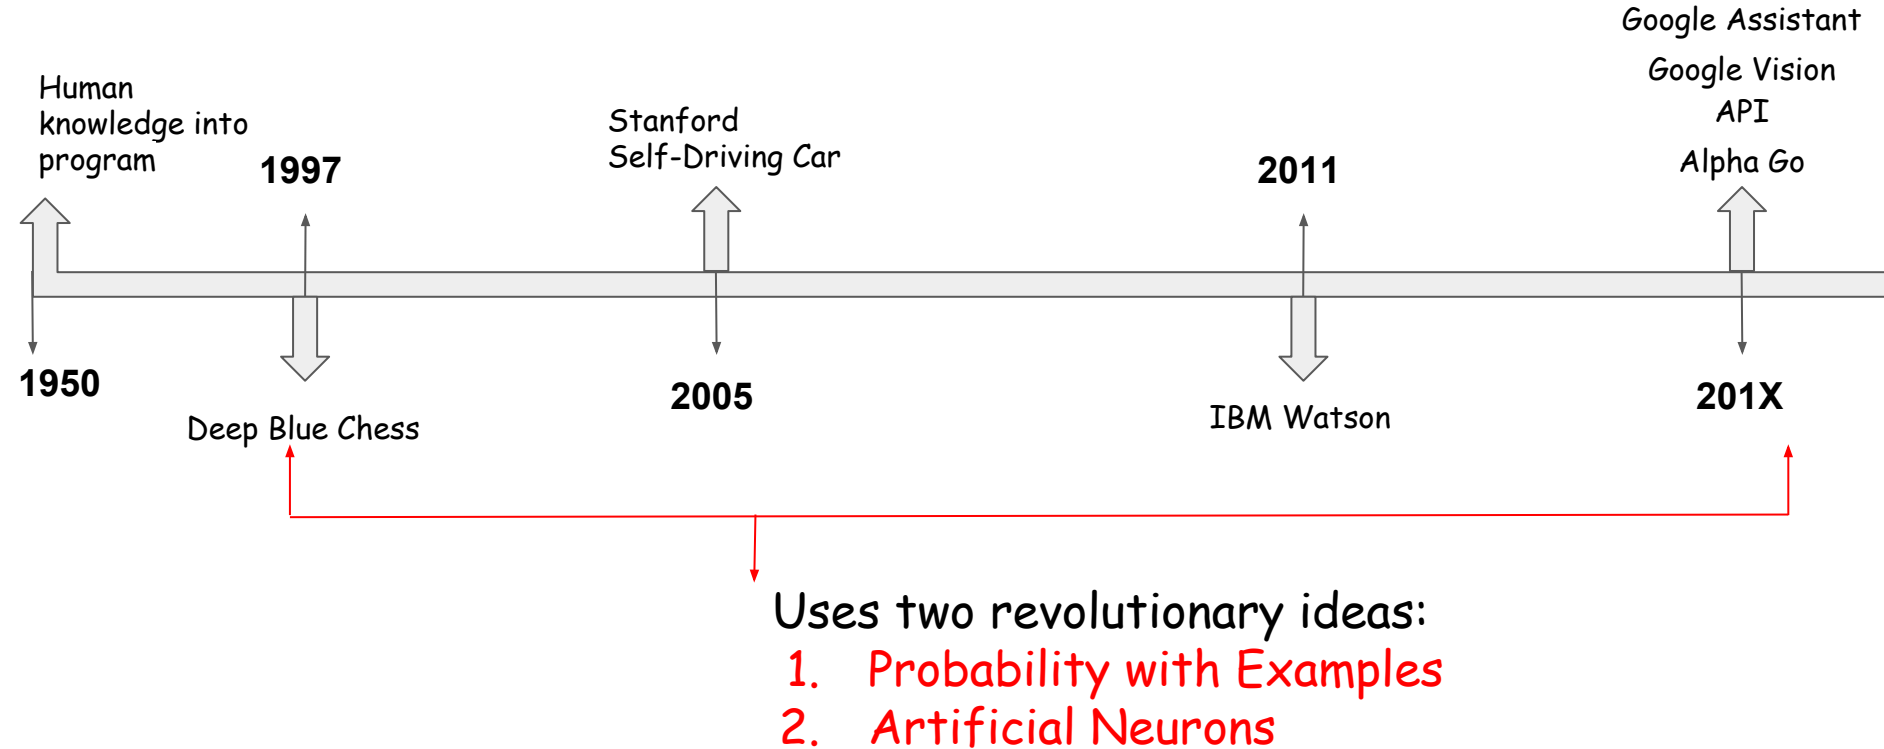 Human
knowledge into
program
1950
1997
Deep Blue Chess
Stanford
Self-Driving Car
2005
2011
IBM Watson
Google Assistant
Google Vision
API
Alpha Go
201X
Uses two revolutionary ideas:
1. Probability with Examples
2. Artificial Neurons